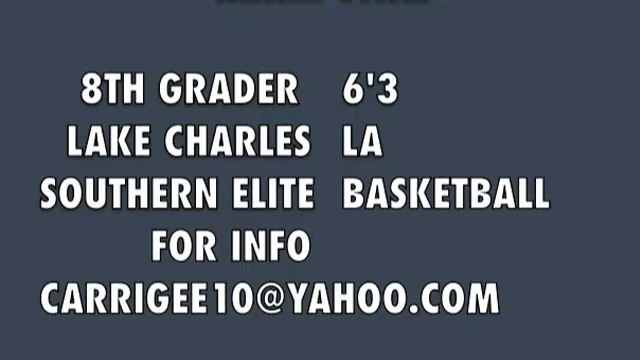 8TH GRADER 6'3
LAKE CHARLES LA
SOUTHERN ELITE BASKETBALL
FOR INFO
CARRIGEE10@YAHOO.COM